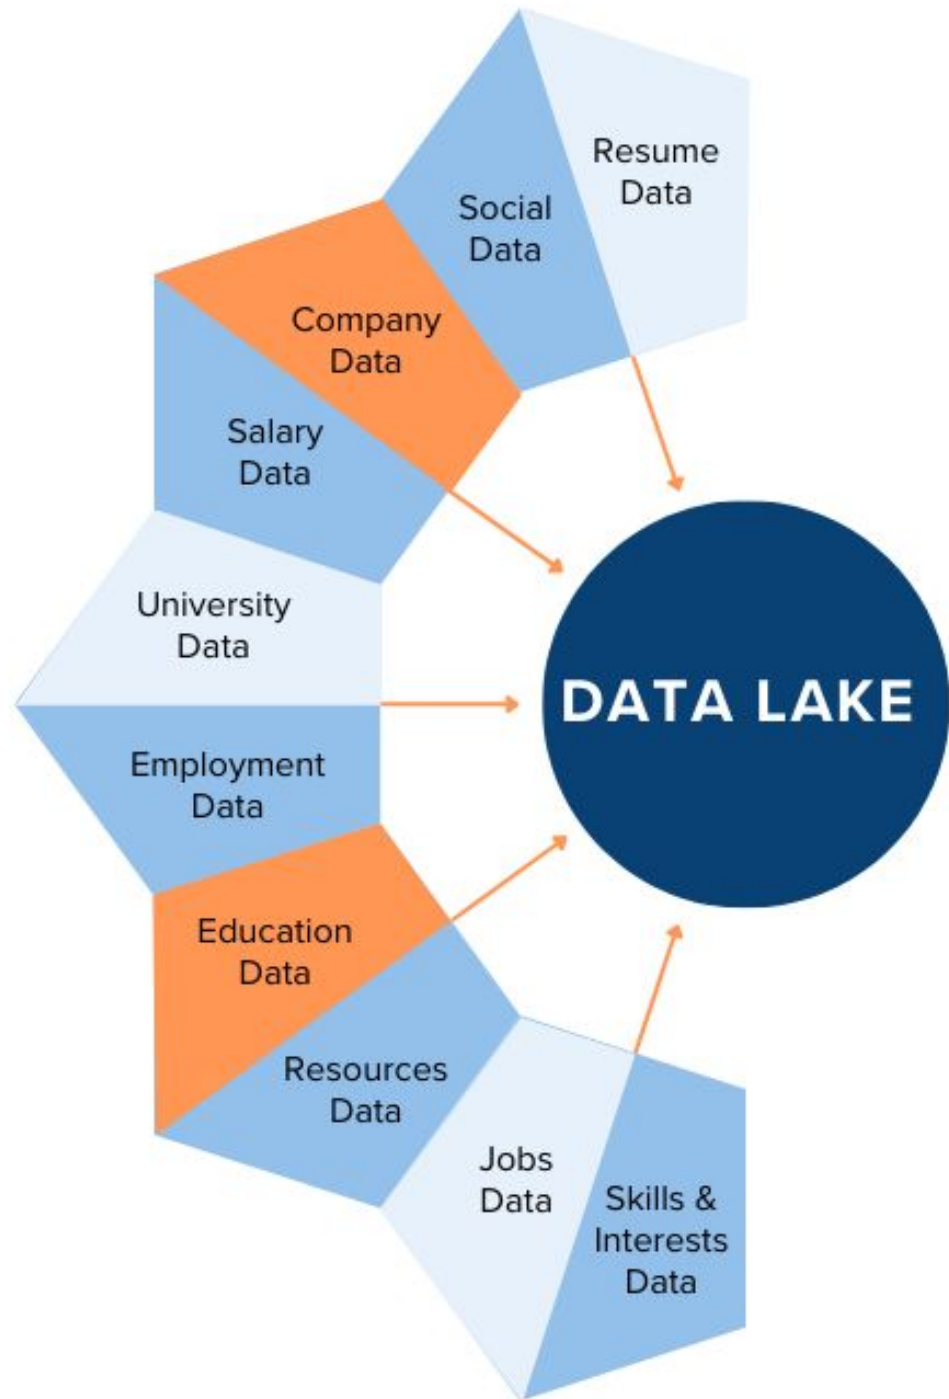 Resume
Data
Social
Data
Company
Data
Salary
Data
University
Data
DATA LAKE
Employment
Data
Education
Data
Resources
Data
Jobs
Data
Skills &
Interests
Data